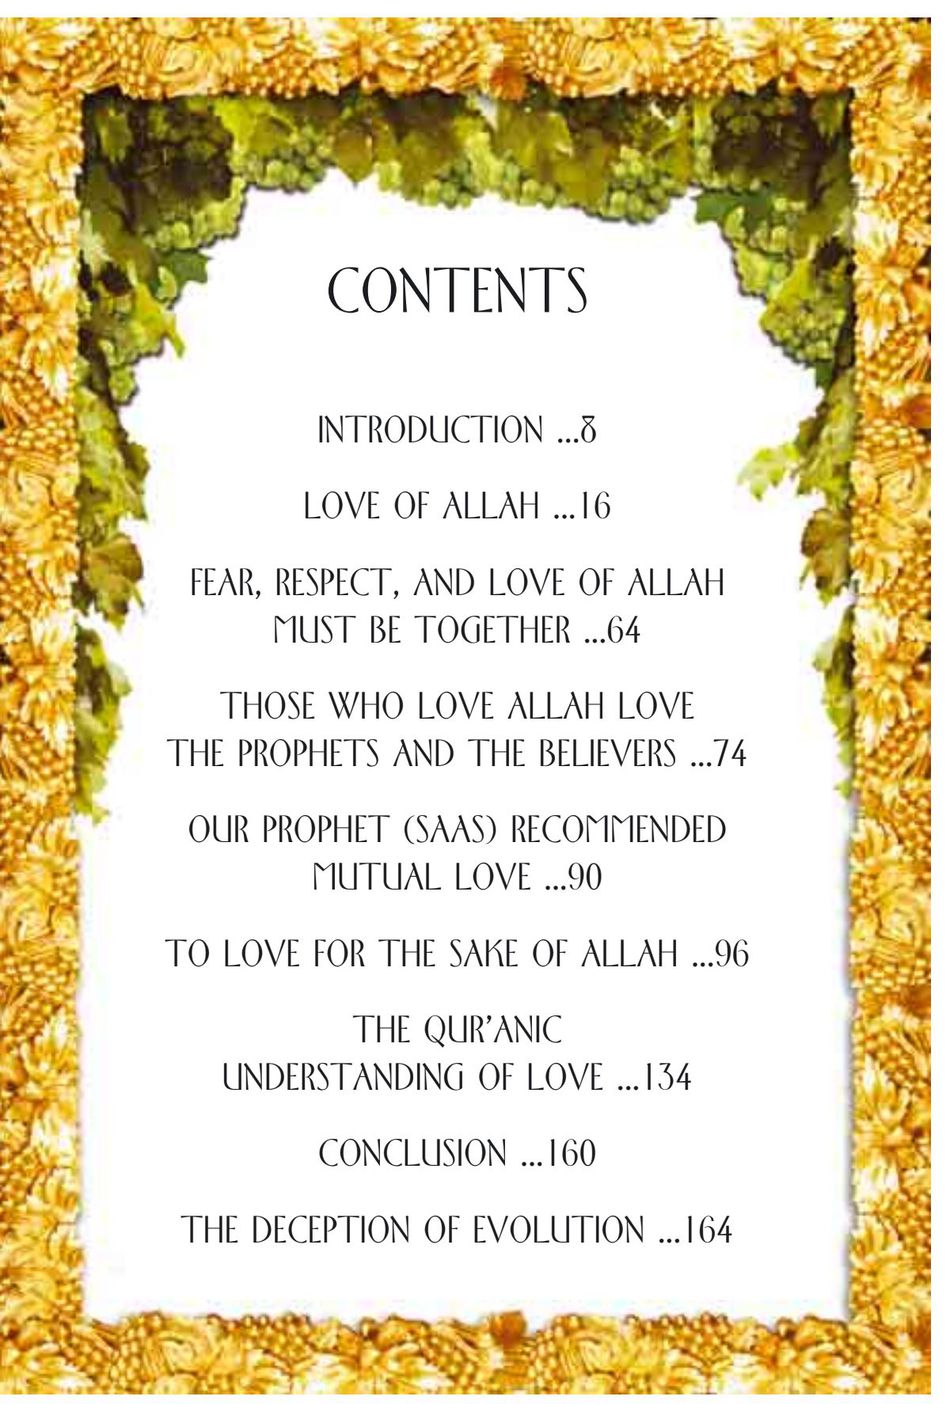 CONTENTS
INTRODUCTION ...8
LOVE OF ALLAH ...16
FEAR, RESPECT, AND LOVE OF ALLAH
MUST BE TOGETHER ...64
THOSE WHO LOVE ALLAH LOVE
THE PROPHETS AND THE BELIEVERS ...74
OUR PROPHET (SAAS) RECOMMENDED
MUTUAL LOVE ...90
TO LOVE FOR THE SAKE OF ALLAH ...96
THE QUR’ANIC
UNDERSTANDING OF LOVE ...134
CONCLUSION ...160
THE DECEPTION OF EVOLUTION ...164